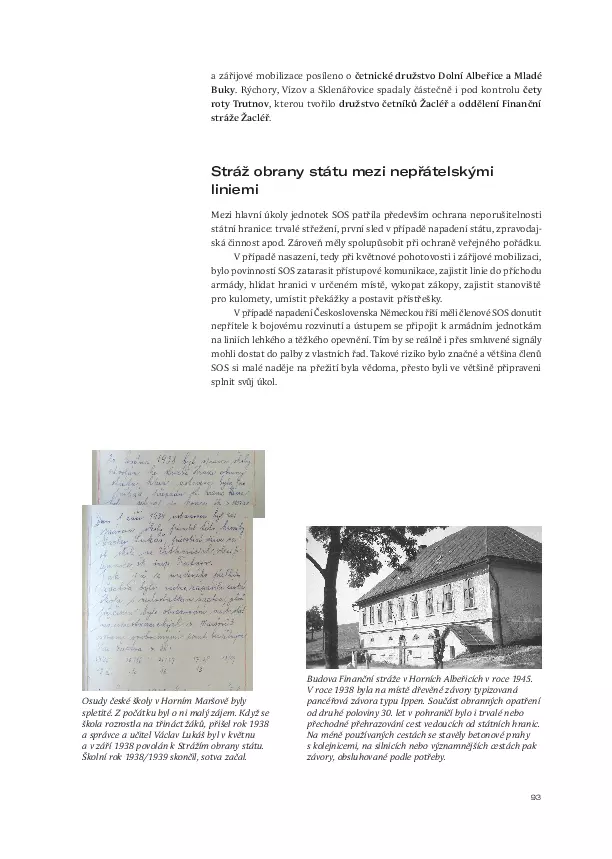 a zářijové mobilizace posíleno o četnické družstvo Dolní Albeřice a Mladé
Buky. Rýchory, Vízov a Sklenářovice spadaly částečně i pod kontrolu čety
roty Trutnov, kterou tvořilo družstvo četníků Žacléř a oddělení Finanční
stráže Žacléř.
Stráž obrany státu mezi nepřátelskými
liniemi
Mezi hlavní úkoly jednotek SOS patřila především ochrana neporušitelnosti
státní hranice: trvalé střežení, první sled v případě napadení státu, zpravodaj-
ská činnost apod. Zároveň měly spolupůsobit při ochraně veřejného pořádku.
V případě nasazení, tedy při květnové pohotovosti i zářijové mobilizaci,
bylo povinností SOS zatarasit přístupové komunikace, zajistit linie do příchodu
armády, hlídat hranici v určeném místě, vykopat zákopy, zajistit stanoviště
pro kulomety, umístit překážky a postavit přístřešky.
V případě napadení Československa Německou říší měli členové SOS donutit
nepřítele k bojovému rozvinutí a ústupem se připojit k armádním jednotkám
na liniích lehkého a těžkého opevnění. Tím by se reálně i přes smluvené signály
mohli dostat do palby z vlastních řad. Takové riziko bylo značné a většina členů
SOS si malé naděje na přežití byla vědoma, přesto byli ve většině připraveni
splnit svůj úkol.
Osudy české školy v Horním Maršově byly
spletité. Z počátku byl o ni malý zájem. Když se
škola rozrostla na třináct žáků, přišel rok 1938
a správce a učitel Václav Lukáš byl v květnu
a v září 1938 povolán k Strážím obrany státu.
Školní rok 1938/1939 skončil, sotva začal.
Budova Finanční stráže v Horních Albeřicích v roce 1945.
V roce 1938 byla na místě dřevěné závory typizovaná
pancéřová závora typu Ippen. Součást obranných opatření
od druhé poloviny 30. let v pohraničí bylo i trvalé nebo
přechodné přehrazování cest vedoucích od státních hranic.
Na méně používaných cestách se stavěly betonové prahy
s kolejnicemi, na silnicích nebo významnějších cestách pak
závory, obsluhované podle potřeby.
93